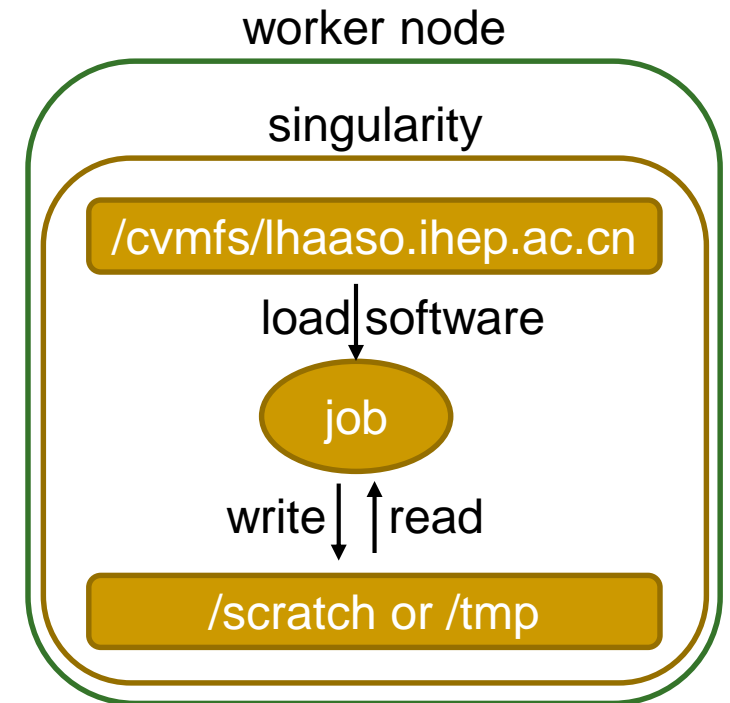 worker node
singularity
/cvmfs/lhaaso.ihep.ac.cn
load software
job
write read
/scratch or /tmp